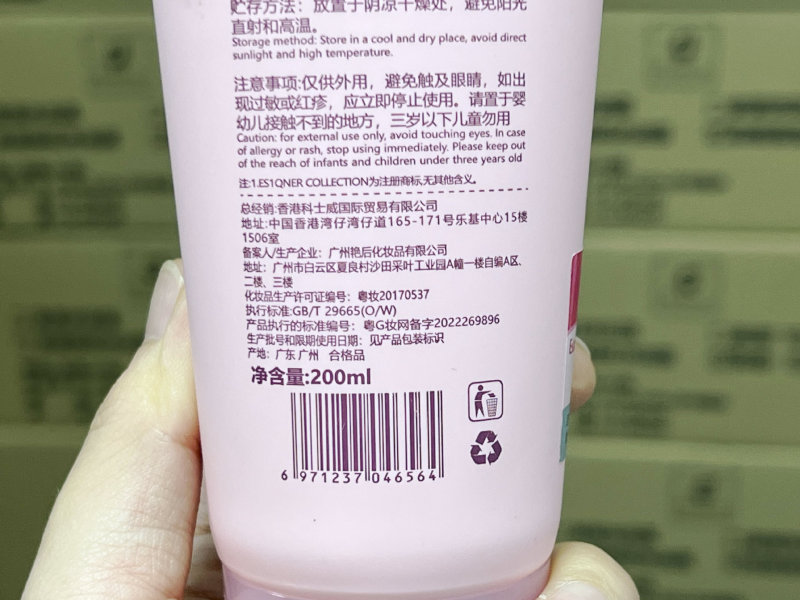 贮存方法：放置于阴凉干燥处，避免阳光
直射和高温。
Storage method: Store in a cool and dry place, avoid direct
sunlight and high temperature.
注意事项:仅供外用，避免触及眼睛，如出
现过敏或红疹，应立即停止使用。请置于婴
幼儿接触不到的地方，三岁以下儿童勿用
Caution: for external use only, avoid touching eyes. In case
of allergy or rash, stop using immediately. Please keep out
of the reach of infants and children under three years old
注:1.ES1QNER COLLECTION为注册商标,无其他含义。
总经销:香港科士威国际贸易有限公司
地址:中国香港湾仔湾仔道165-171号乐基中心15楼
1506室
备案人/生产企业：广州艳后化妆品有限公司
地址：广州市白云区夏良村沙田采叶工业园A幢一楼自编A区、
二楼、三楼
化妆品生产许可证编号：粤妆20170537
执行标准:GB/T 29665(O/W)
产品执行的标准编号：粤G妆网备字2022269896
生产批号和限期使用日期：见产品包装标识
产地：广东 广州 合格品
净含量:200ml
6 971237 046564